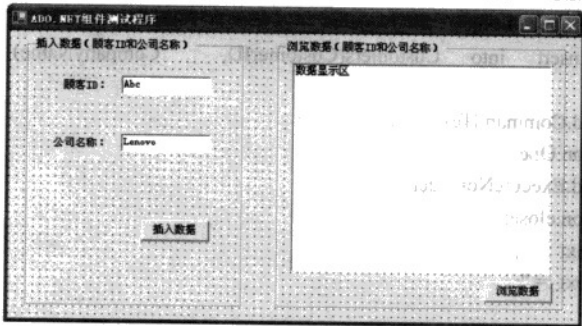 ADO.NET组件测试程序
插入数据(顾客ID和公司名称)
顾客ID: Abc
公司名称: Lenovo
插入数据
浏览数据(顾客ID和公司名称)
数据显示区
浏览数据